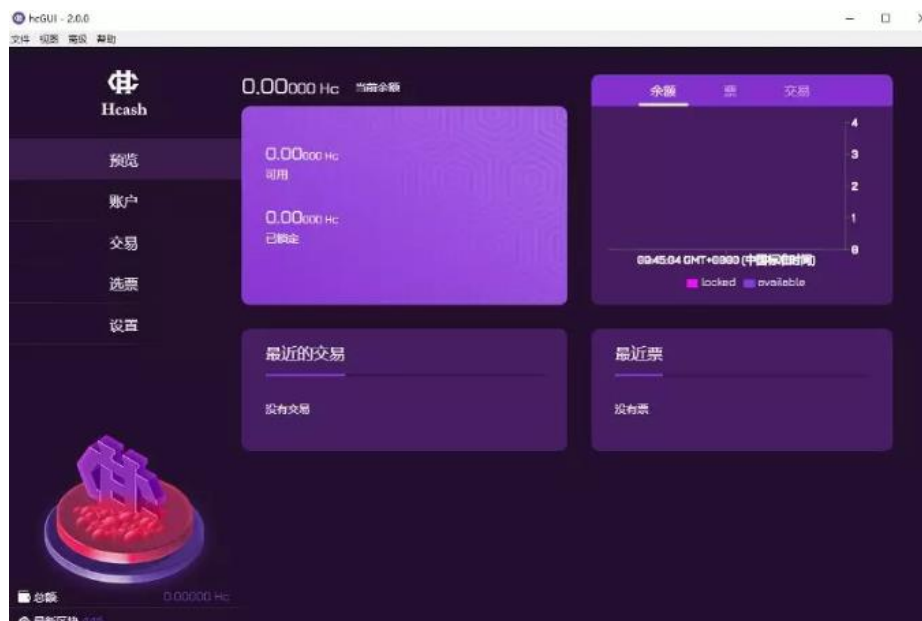 hcGUI - 2.0.0
文件 视图 高级 帮助
Hcash
预览
账户
交易
选票
设置
总额 0.00000 Hc
最新区块
0.00000 Hc 当前余额
0.00000 Hc
可用
0.00000 Hc
已锁定
余额 票 交易
4
3
2
1
0
GMT+0800 (中国标准时间)
locked available
最近的交易
没有交易
最近票
没有票